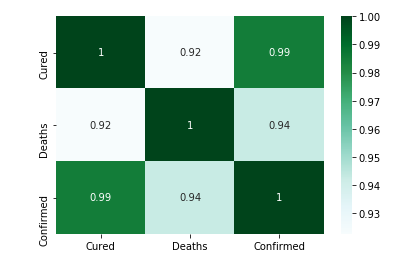 Cured
Deaths
Confirmed
1
0.92
0.99
0.92
1
0.94
0.99
0.94
1
Cured
Deaths
Confirmed
1.00
0.99
0.98
0.97
0.96
0.95
0.94
0.93